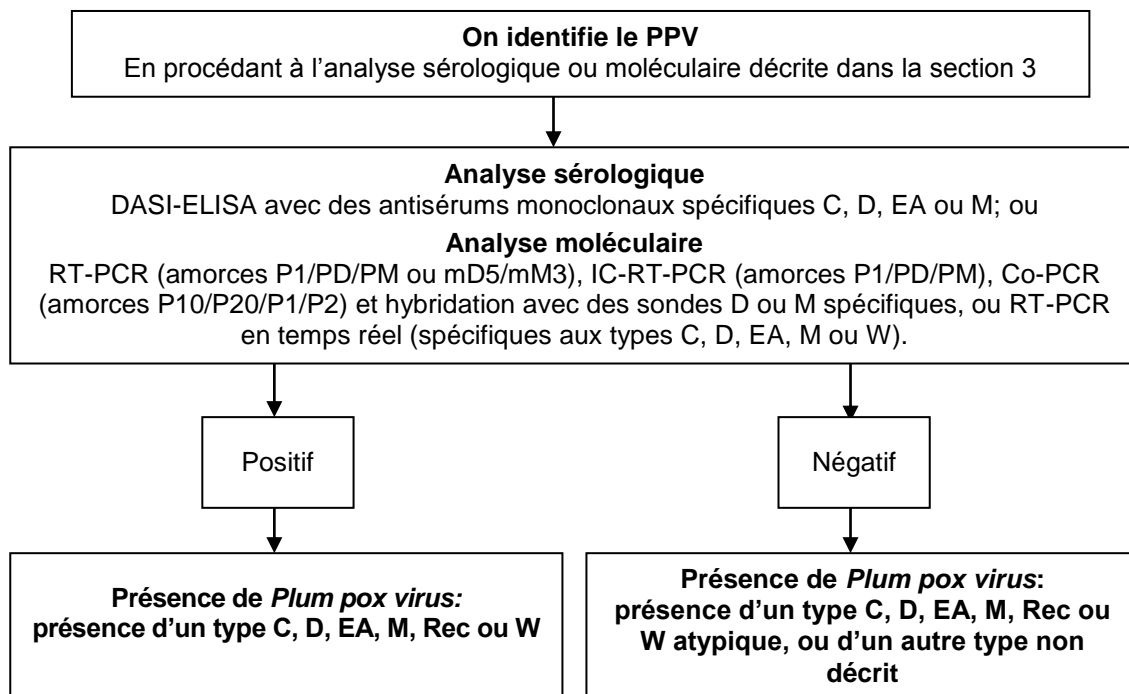 On identifie le PPV
En procédant à l'analyse sérologique ou moléculaire décrite dans la section 3
Analyse sérologique
DASI-ELISA avec des antisérums monoclonaux spécifiques C, D, EA ou M; ou
Analyse moléculaire
RT-PCR (amorces P1/PD/PM ou mD5/mM3), IC-RT-PCR (amorces P1/PD/PM), Co-PCR
(amorces P10/P20/P1/P2) et hybridation avec des sondes D ou M spécifiques, ou RT-PCR
en temps réel (spécifiques aux types C, D, EA, M ou W).
Positif
Négatif
Présence de Plum pox virus:
présence d'un type C, D, EA, M, Rec ou W
Présence de Plum pox virus:
présence d'un type C, D, EA, M, Rec ou
W atypique, ou d'un autre type non
décrit